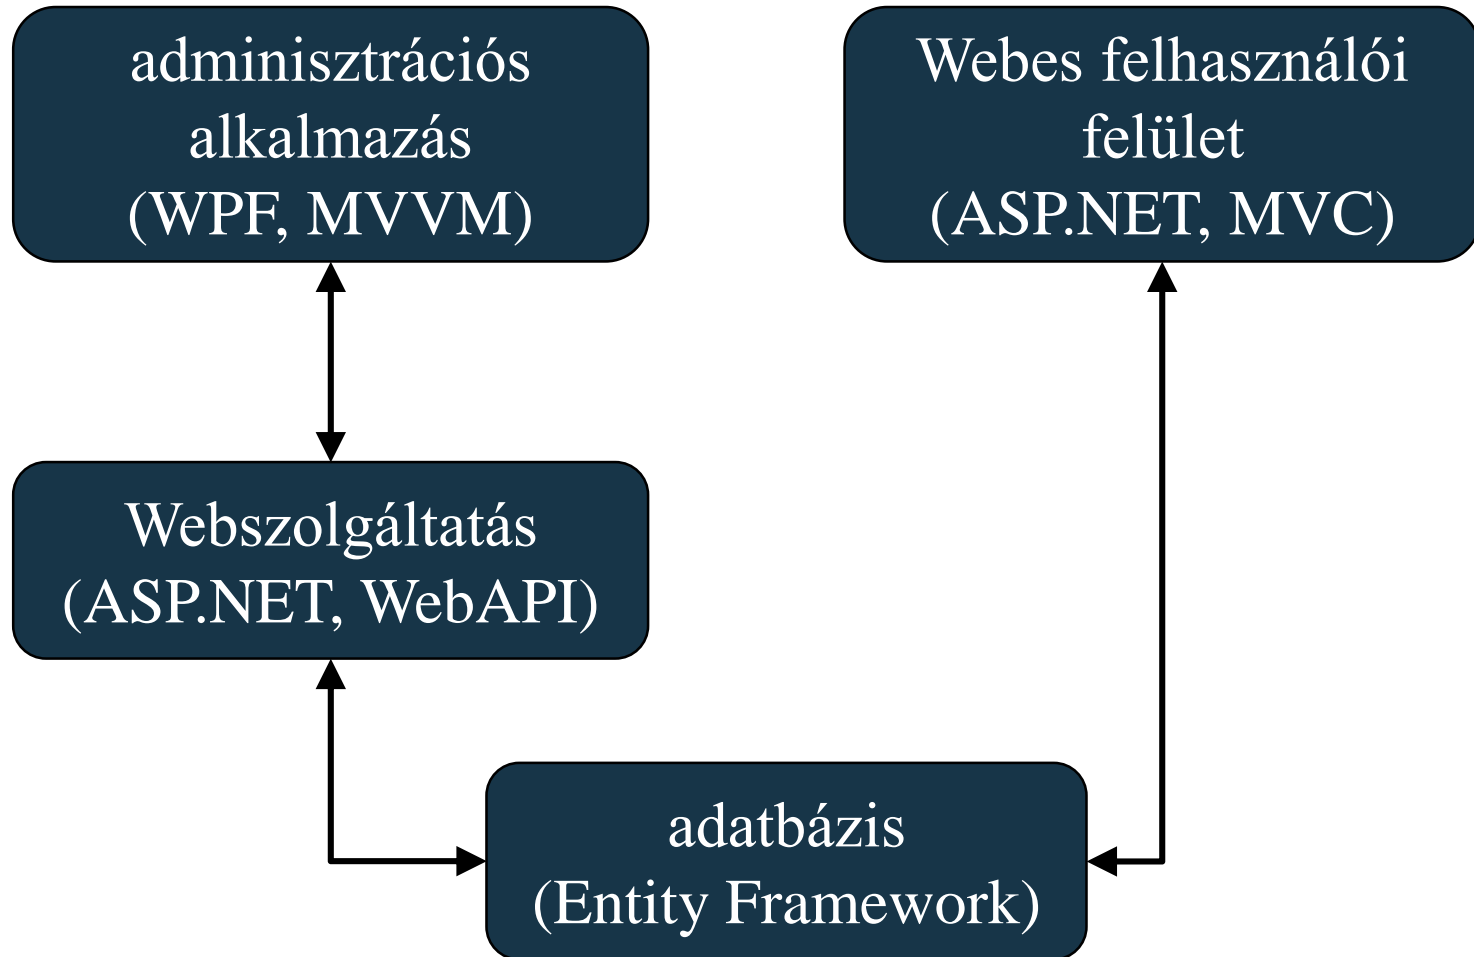 adminisztrációs
alkalmazás
(WPF, MVVM)
Webes felhasználói
felület
(ASP.NET, MVC)
Webszolgáltatás
(ASP.NET, WebAPI)
adatbázis
(Entity Framework)